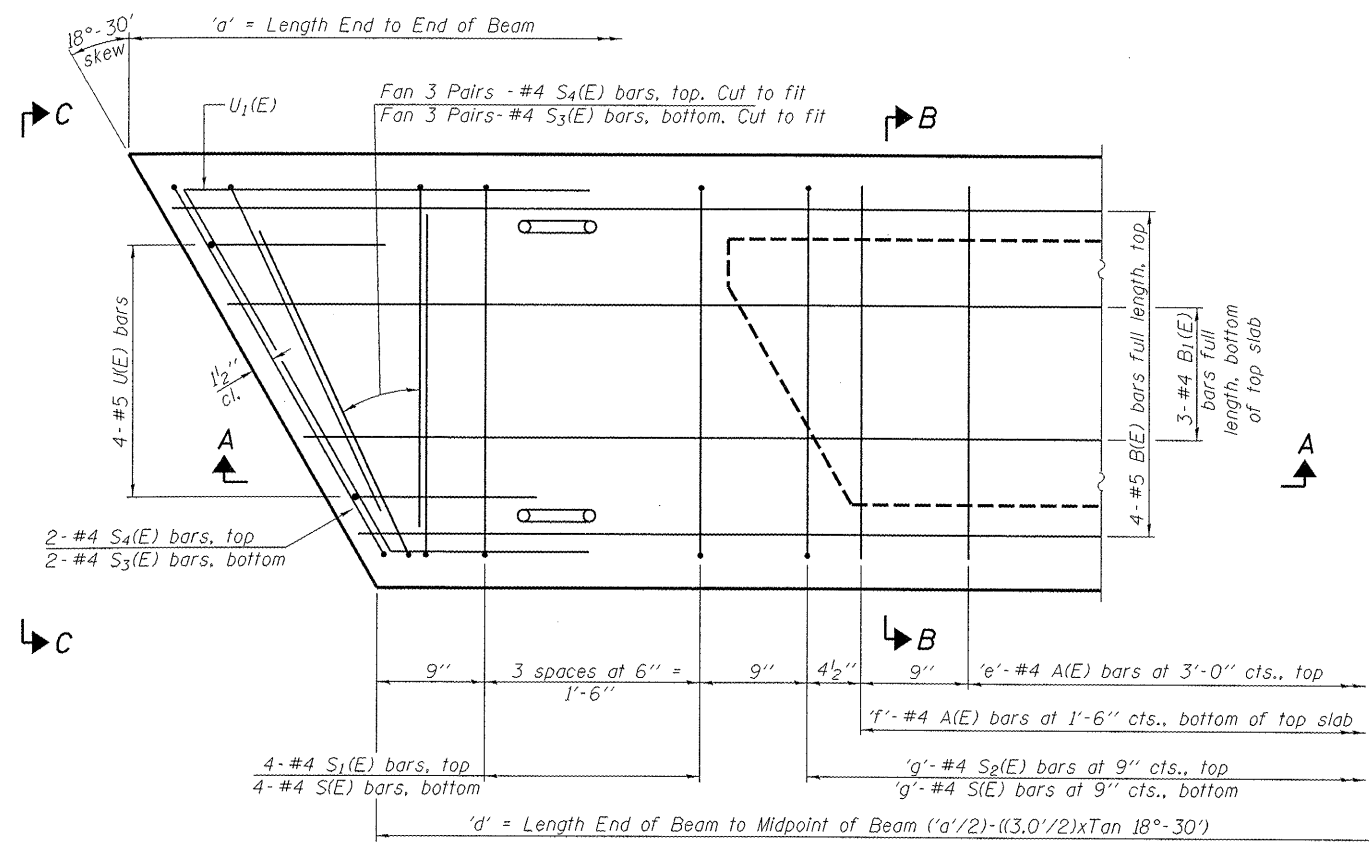 18°-30'
skew
'a' = Length End to End of Beam
C
U1(E)
Fan 3 Pairs - #4 S4(E) bars, top. Cut to fit
Fan 3 Pairs- #4 S3(E) bars, bottom. Cut to fit
B
4- #5 U(E) bars
1½"
cl.
A
2- #4 S4(E) bars, top
2- #4 S3(E) bars, bottom
4- #5 B(E) bars full length, top
3- #4 B1(E)
bars full
length, bottom
of top slab
A
C
B
9"
3 spaces at 6" =
1'-6"
9"
4½"
9"
'e'- #4 A(E) bars at 3'-0" cts., top
'f'- #4 A(E) bars at 1'-6" cts., bottom of top slab
4- #4 S1(E) bars, top
4- #4 S(E) bars, bottom
'g'- #4 S2(E) bars at 9" cts., top
'g'- #4 S(E) bars at 9" cts., bottom
'd' = Length End of Beam to Midpoint of Beam ('a'/2)-((3.0'/2)xTan 18°-30')